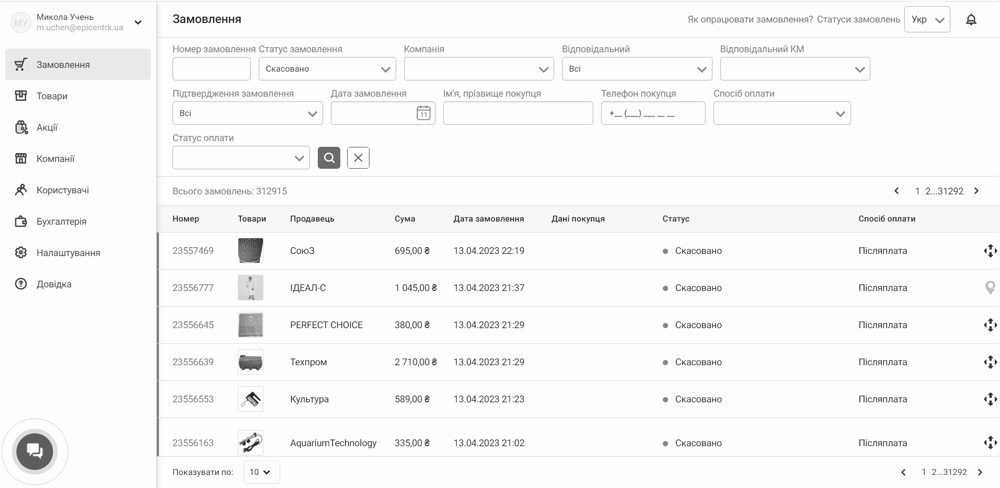 МУ
Микола Учень
m.uchen@epicentrk.ua
Замовлення
Товари
Акції
Компанії
Користувачі
Бухгалтерія
Налаштування
Довідка
Замовлення
Як опрацювати замовлення? Статуси замовлень Укр
Номер замовлення Статус замовлення Компанія Відповідальний Відповідальний КМ
Скасовано Всі
Підтвердження замовлення Дата замовлення Ім'я, прізвище покупця Телефон покупця Спосіб оплати
Всі 11 +__ (___) ___ __ __
Статус оплати
Всього замовлень: 312915 1 2...31292
Номер Товари Продавець Сума Дата замовлення Дані покупця Статус Спосіб оплати
23557469 СоюЗ 695,00 ₴ 13.04.2023 22:19 Скасовано Післяплата
23556777 ІДЕАЛ-С 1 045,00 ₴ 13.04.2023 21:37 Скасовано Післяплата
23556645 PERFECT CHOICE 380,00 ₴ 13.04.2023 21:29 Скасовано Післяплата
23556639 Техпром 2 710,00 ₴ 13.04.2023 21:29 Скасовано Післяплата
23556553 Культура 589,00 ₴ 13.04.2023 21:23 Скасовано Післяплата
23556163 AquariumTechnology 335,00 ₴ 13.04.2023 21:02 Скасовано Післяплата
Показувати по: 10 1 2...31292